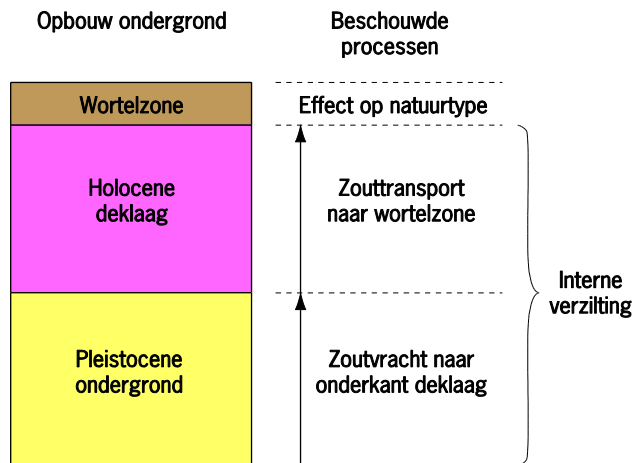 Opbouw ondergrond
Beschouwde
processen
Wortelzone
Effect op natuurtype
Holocene
deklaag
Zouttransport
naar wortelzone
Interne
verzilting
Pleistocene
ondergrond
Zoutvracht naar
onderkant deklaag